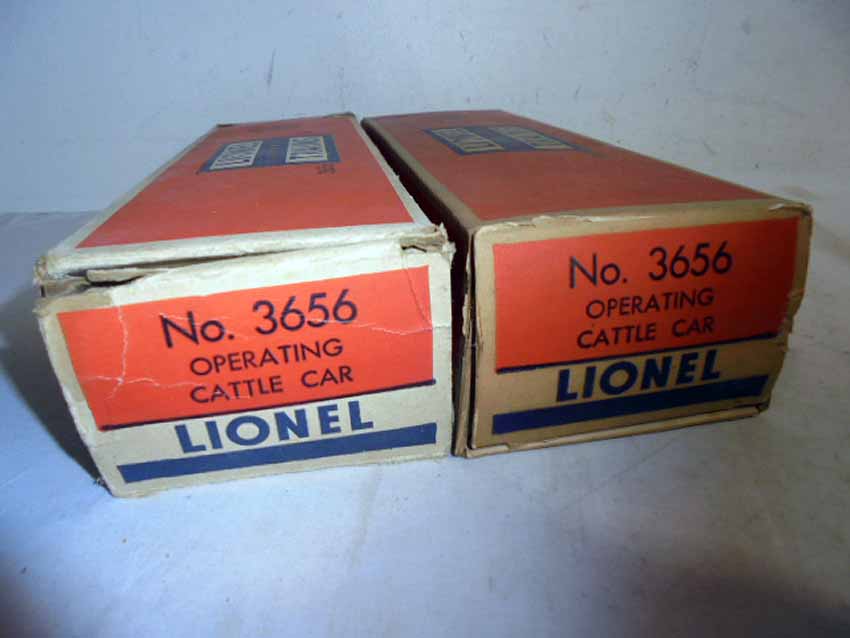 No. 3656
OPERATING
CATTLE CAR
LIONEL
No. 3656
OPERATING
CATTLE CAR
LIONEL